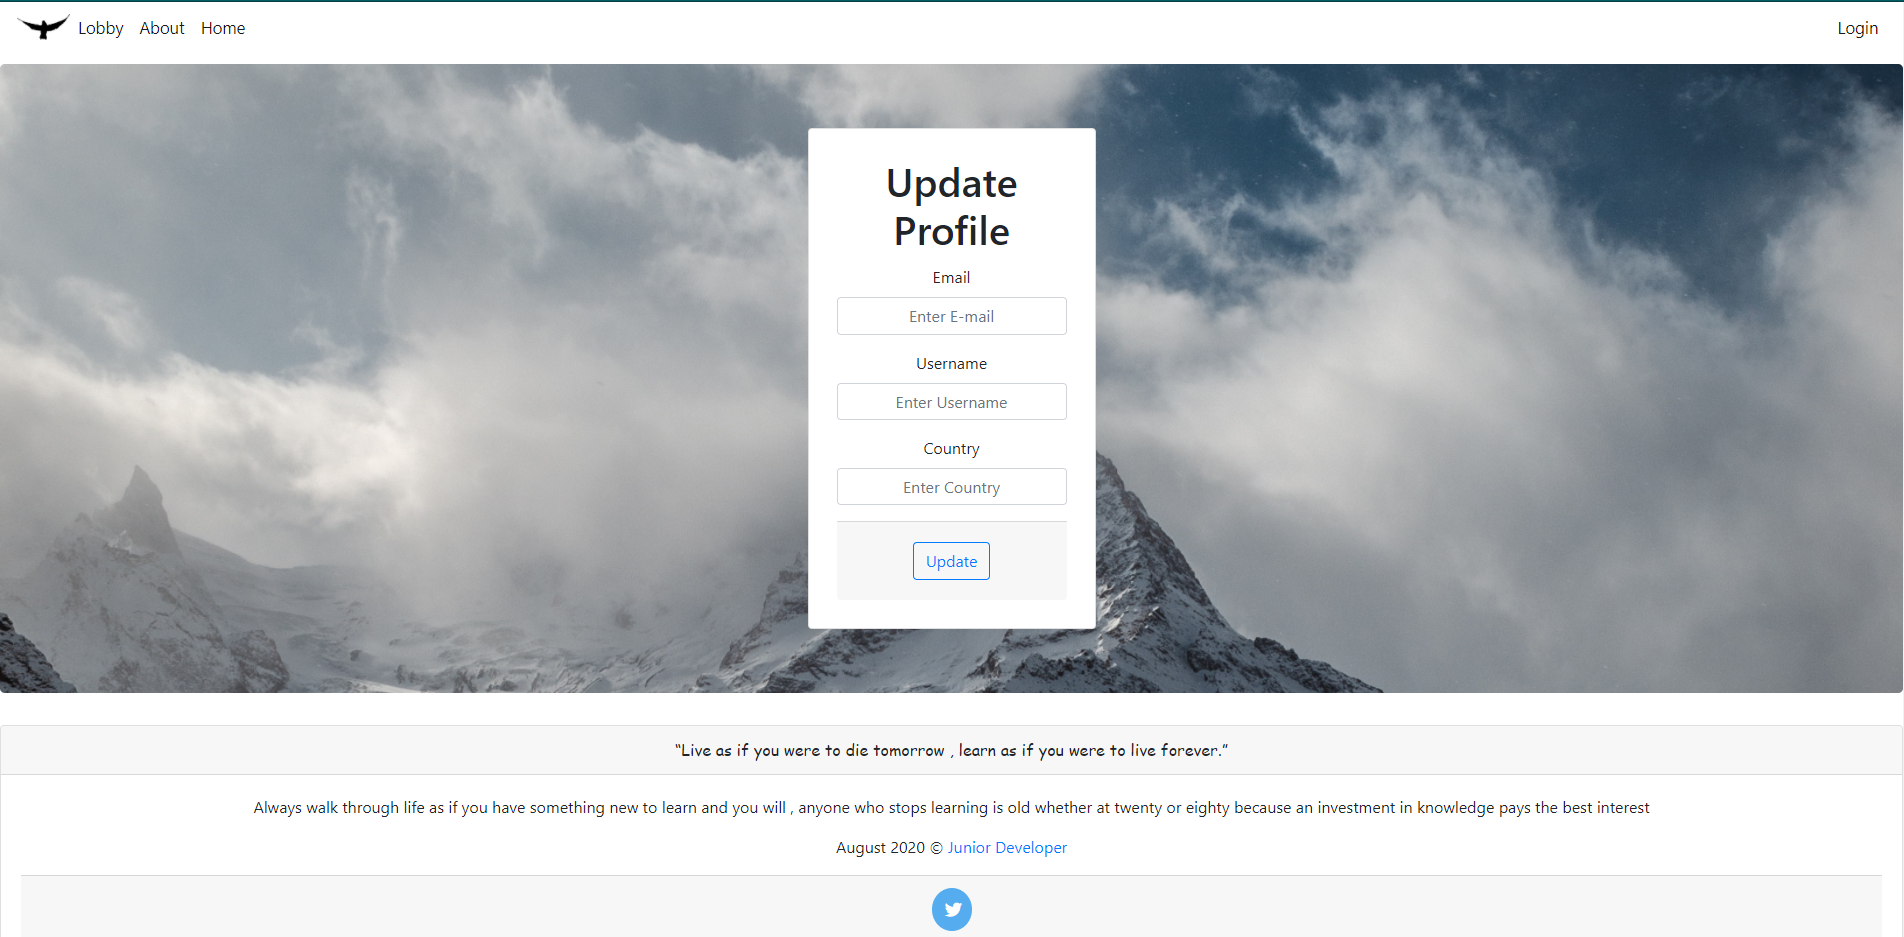 Lobby About Home Login
Update
Profile
Email
Enter E-mail
Username
Enter Username
Country
Enter Country
Update
“Live as if you were to die tomorrow , learn as if you were to live forever.”
Always walk through life as if you have something new to learn and you will , anyone who stops learning is old whether at twenty or eighty because an investment in knowledge pays the best interest
August 2020 © Junior Developer